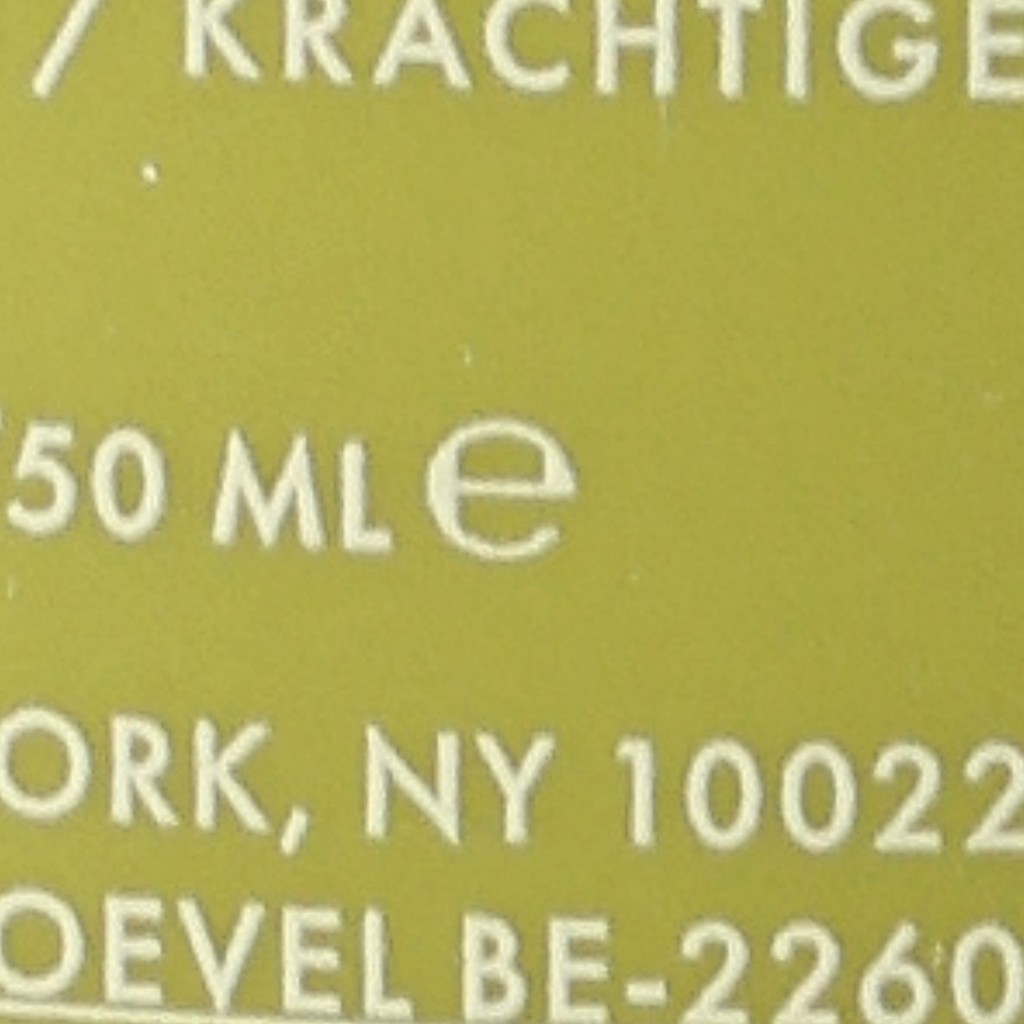 / KRACHTIGE
50 ML e
ORK, NY 10022
OEVEL BE-2260